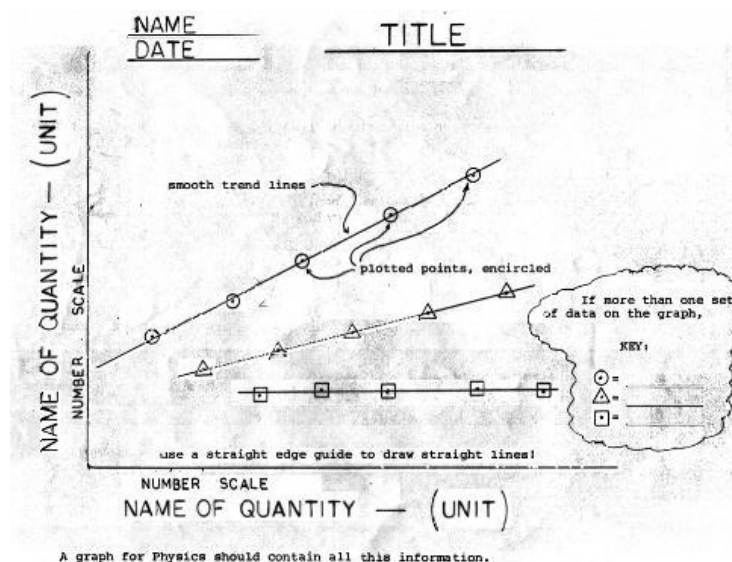 NAME
DATE
TITLE
NAME OF QUANTITY — (UNIT)
NUMBER SCALE
smooth trend lines
plotted points, encircled
If more than one set
of data on the graph,
KEY:
=
=
=
use a straight edge guide to draw straight lines!
NUMBER SCALE
NAME OF QUANTITY — (UNIT)
A graph for Physics should contain all this information.